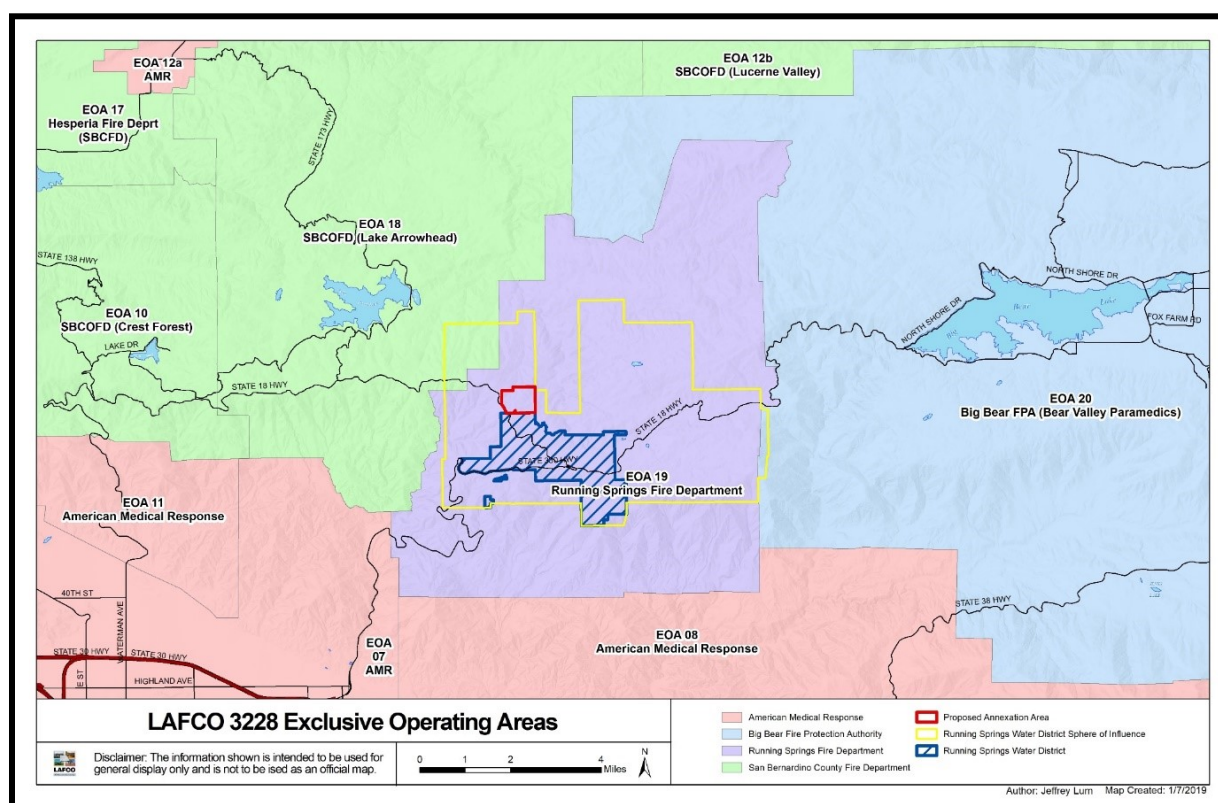 EOA 12a
AMR
EOA 12b
SBCOFD (Lucerne Valley)
EOA 17
Hesperia Fire Deprt
(SBCFD)
STATE 173 HWY
EOA 18
SBCOFD (Lake Arrowhead)
STATE 138 HWY
EOA 10
SBCOFD (Crest Forest)
LAKE DR
STATE 18 HWY
NORTH SHORE DR
NORTH SHORE DR
Big Bear Lake
FOX FARM RD
EOA 20
Big Bear FPA (Bear Valley Paramedics)
STATE 18 HWY
STATE 330 HWY
EOA 19
Running Springs Fire Department
EOA 11
American Medical Response
40TH ST
WATERMAN AVE
STATE 30 HWY
STATE 30 HWY
E ST
HIGHLAND AVE
EOA
07
AMR
EOA 08
American Medical Response
STATE 38 HWY
LAFCO 3228 Exclusive Operating Areas
LAFCO
Disclaimer: The information shown is intended to be used for
general display only and is not to be ised as an official map.
0 1 2 4
Miles
N
American Medical Response
Big Bear Fire Protection Authority
Running Springs Fire Department
San Bernardino County Fire Department
Proposed Annexation Area
Running Springs Water District Sphere of Influence
Running Springs Water District
Author: Jeffrey Lum Map Created: 1/7/2019